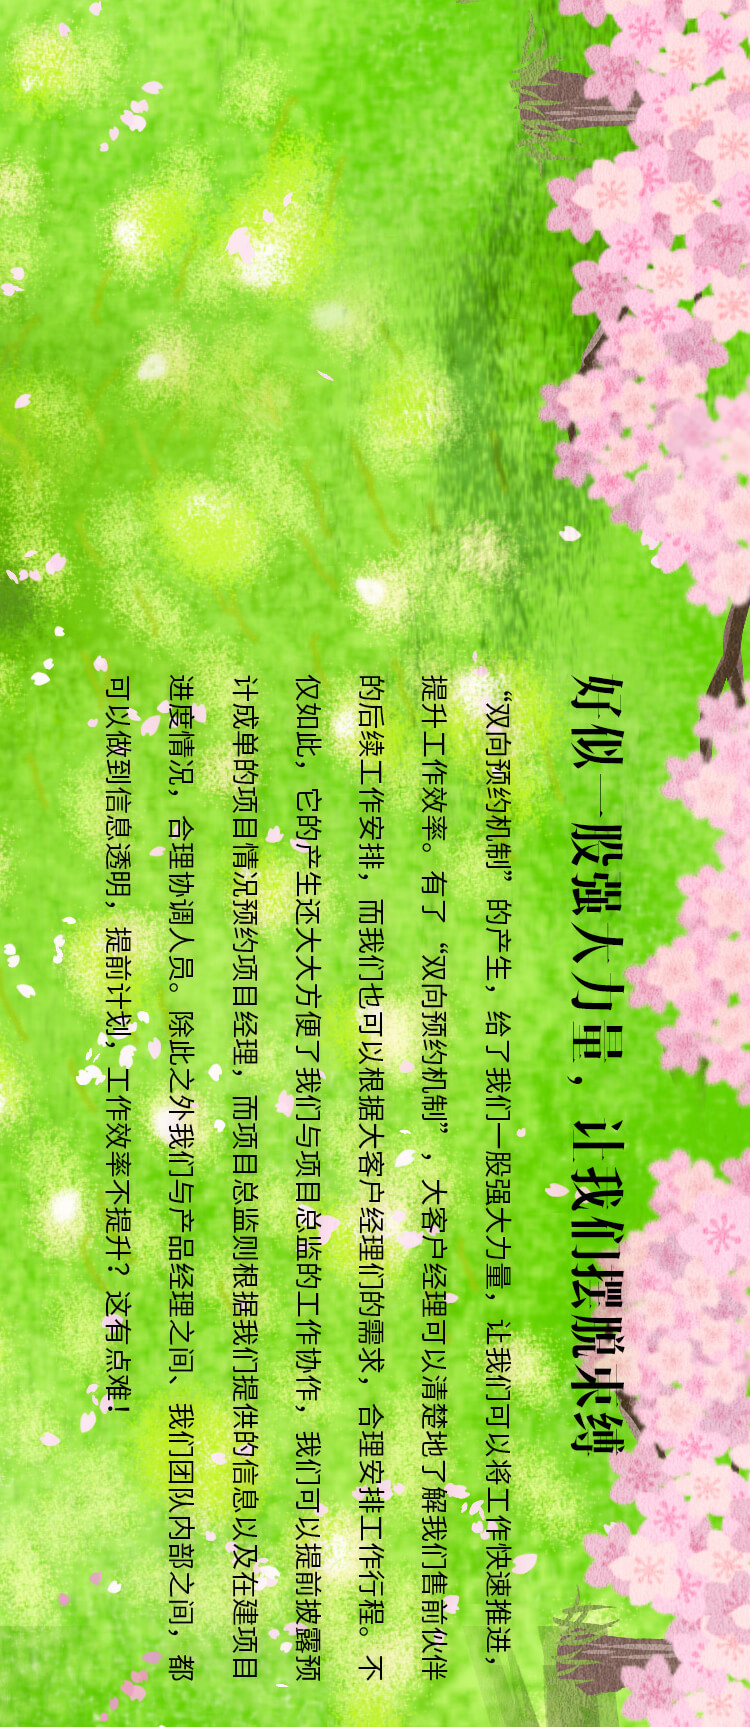 好似一股强人力量，让我们摆脱束缚
“双向预约机制”的产生，给了我们一股强大力量，让我们可以将工作快速推进，
提升工作效率。有了“双向预约机制”，大客户经理可以清楚地了解我们售前伙伴
的后续工作安排，而我们也可以根据大客户经理们的需求，合理安排工作行程。不
仅如此，它的产生还大大方便了我们与项目总监的工作协作，我们可以提前披露预
计成单的项目情况预约项目经理，而项目总监则根据我们提供的信息以及在建项目
进度情况，合理协调人员。除此之外我们与产品经理之间、我们团队内部之间，都
可以做到信息透明，提前计划，工作效率不提升？这有点难！